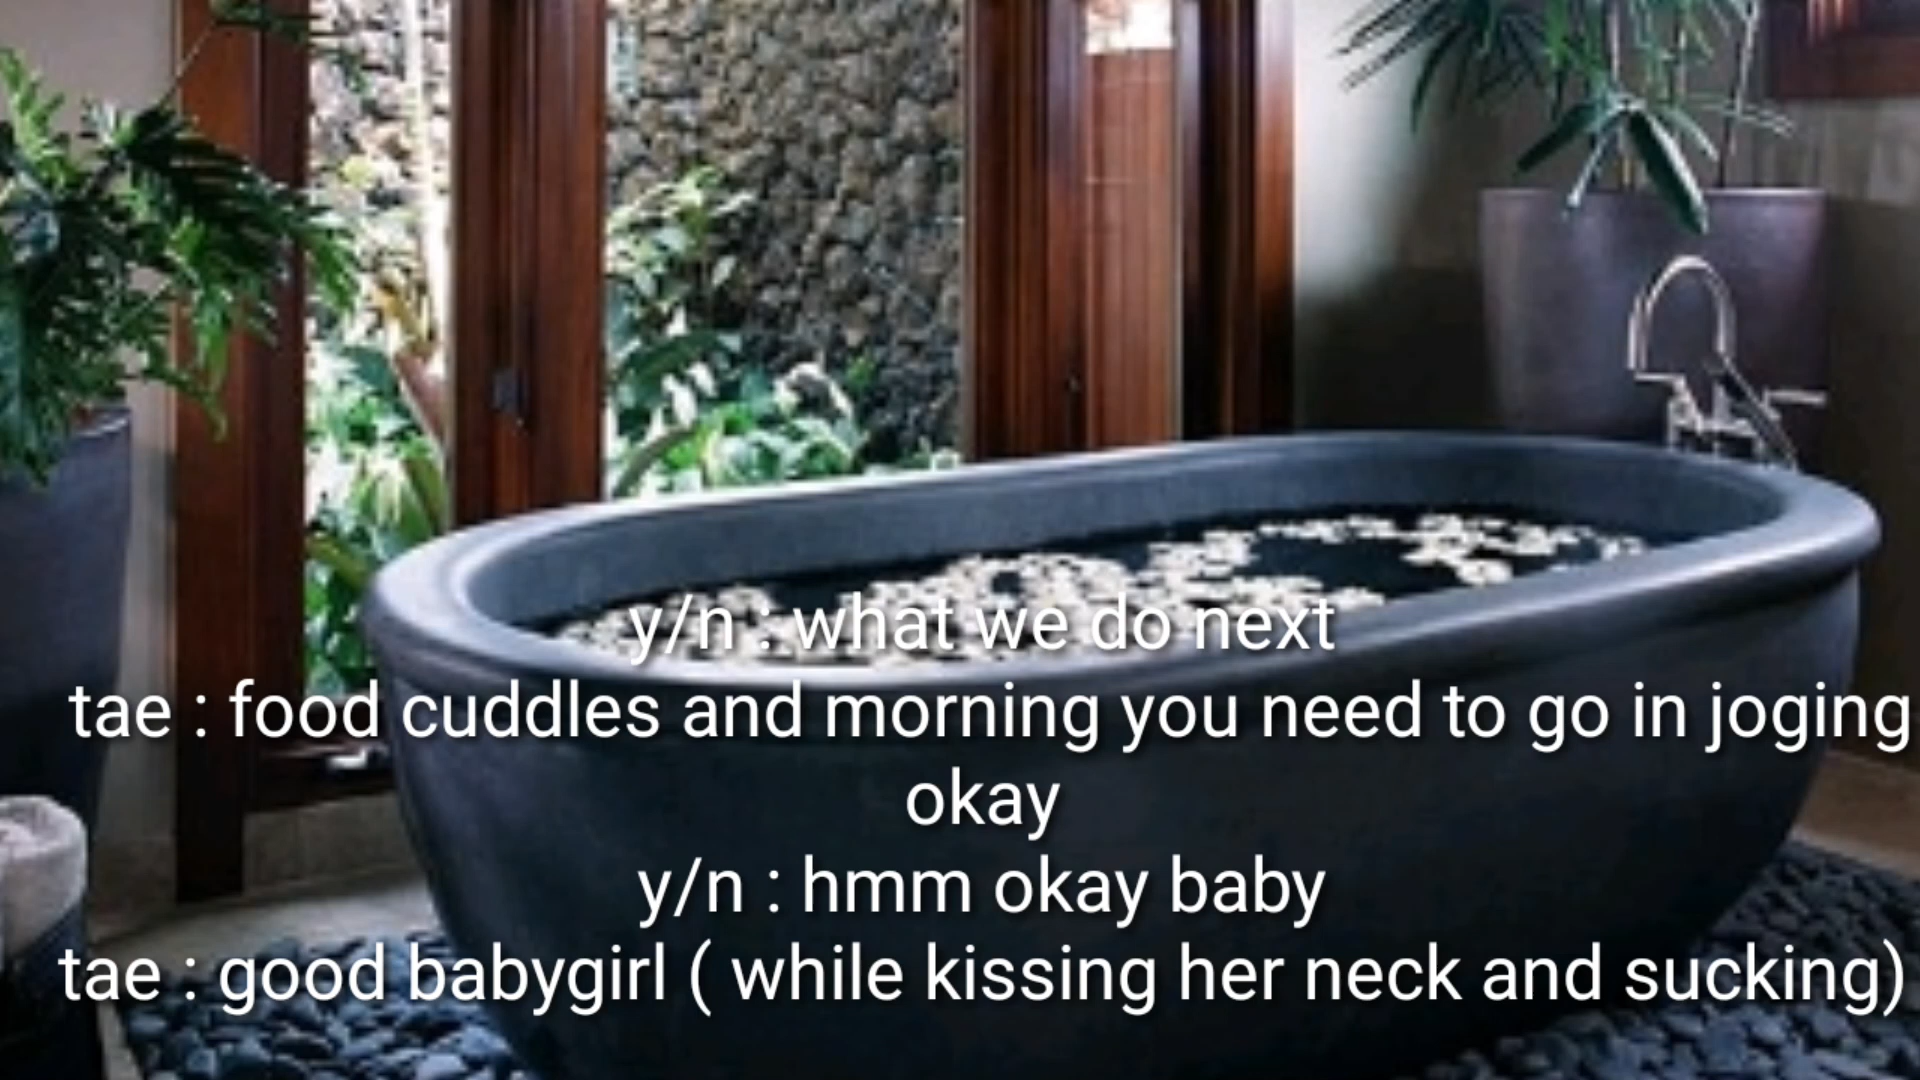 y/n : what we do next
tae : food cuddles and morning you need to go in joging
okay
y/n : hmm okay baby
tae : good babygirl ( while kissing her neck and sucking)